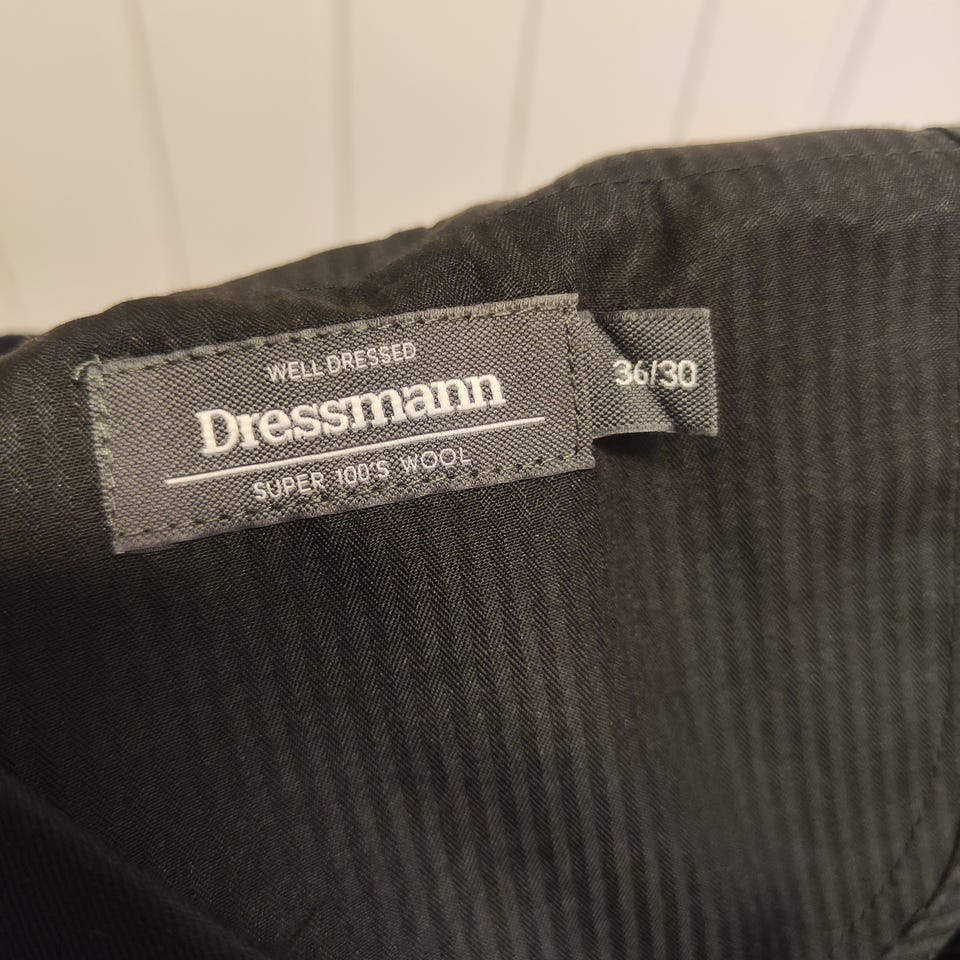 WELL DRESSED
Dressmann
SUPER 100'S WOOL
36/30